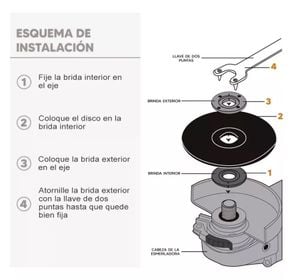 ESQUEMA DE
INSTALACIÓN
1
Fije la brida interior en
el eje
2
Coloque el disco en la
brida interior
3
Coloque la brida exterior
en el eje
4
Atornille la brida exterior
con la llave de dos
puntas hasta que quede
bien fija
LLAVE DE DOS
PUNTAS
4
BRIDA EXTERIOR
3
2
BRIDA INTERIOR
1
CABEZA DE LA
ESMERILADORA